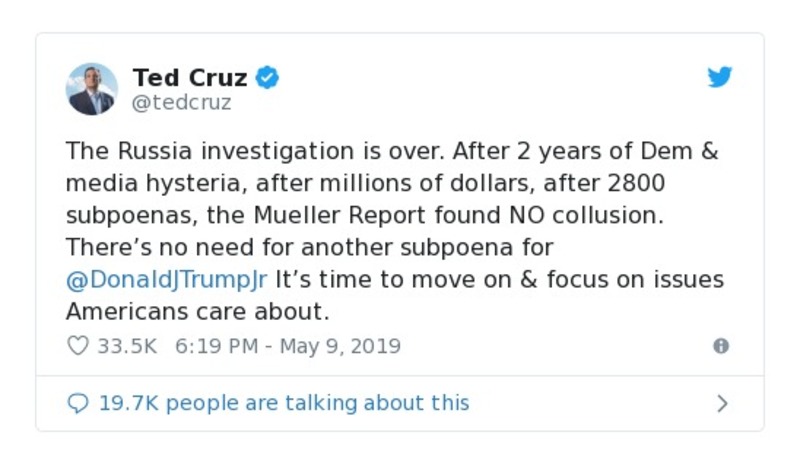 Ted Cruz
@tedcruz
The Russia investigation is over. After 2 years of Dem &
media hysteria, after millions of dollars, after 2800
subpoenas, the Mueller Report found NO collusion.
There’s no need for another subpoena for
@DonaldJTrumpJr It’s time to move on & focus on issues
Americans care about.
33.5K 6:19 PM - May 9, 2019
19.7K people are talking about this